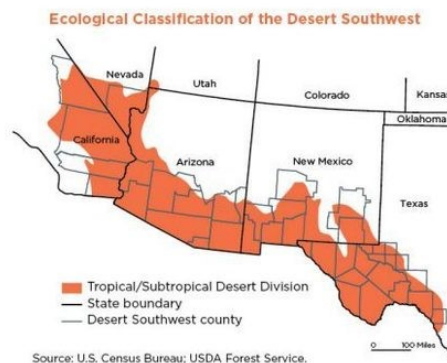 Ecological Classification of the Desert Southwest
Nevada
Utah
Colorado
Kansa
Oklahoma
California
Arizona
New Mexico
Texas
Tropical/Subtropical Desert Division
State boundary
Desert Southwest county
0 100 Miles
Source: U.S. Census Bureau; USDA Forest Service.